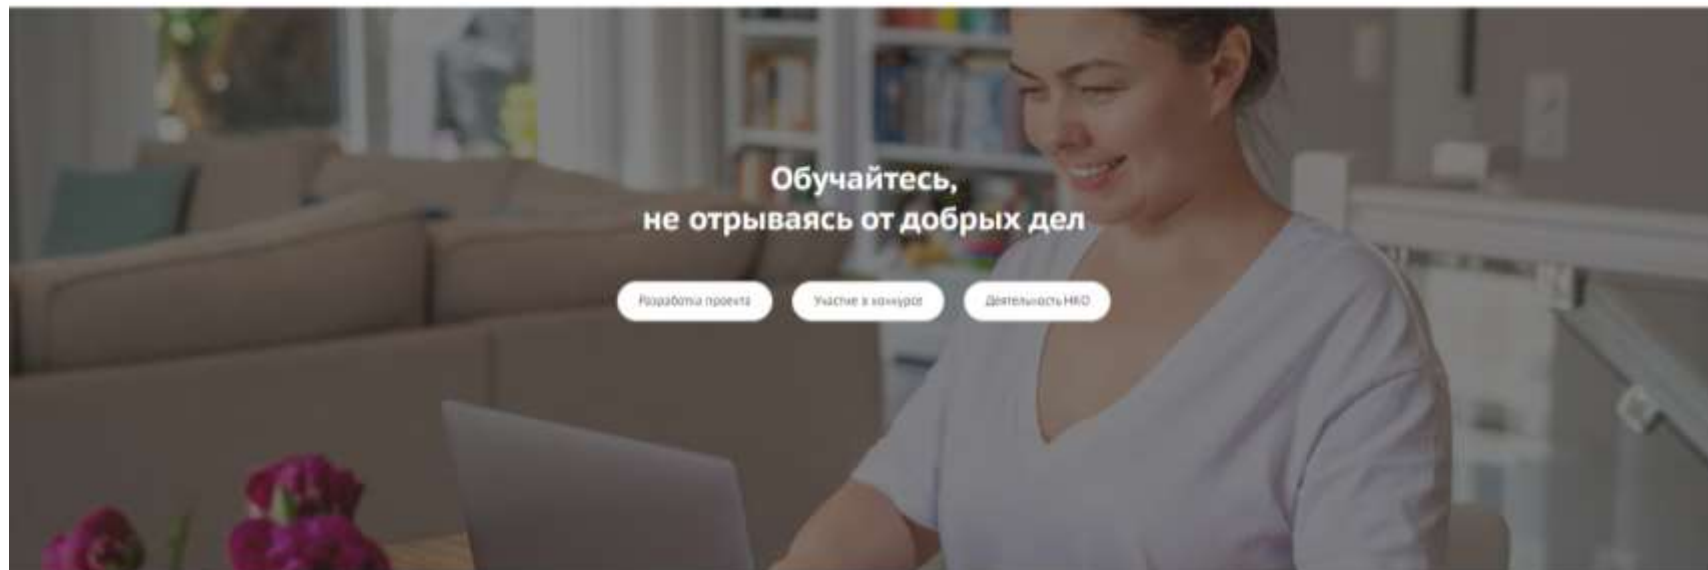 Обучайтесь,
не отрываясь от добрых дел
Разработка проекта
Участие в конкурсе
Деятельность НКО